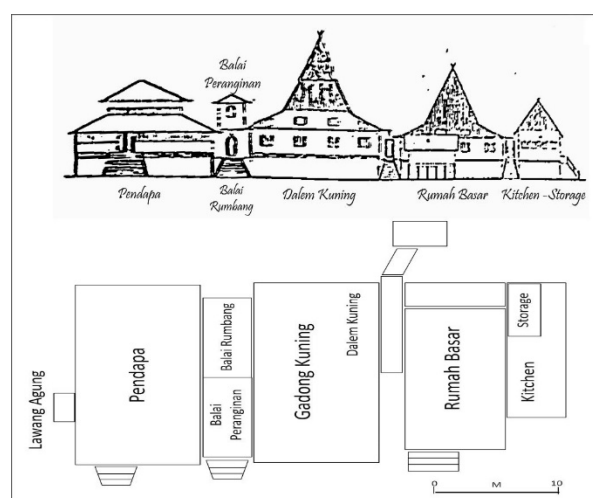 Balai
Peranginan
Pendapa
Balai
Rumbang
Dalem Kuning
Rumah Basar
Kitchen -Storage
Lawang Agung
Pendapa
Balai Rumbang
Balai
Peranginan
Gadong Kuning
Dalem Kuning
Rumah Basar
Storage
Kitchen
0 M 10